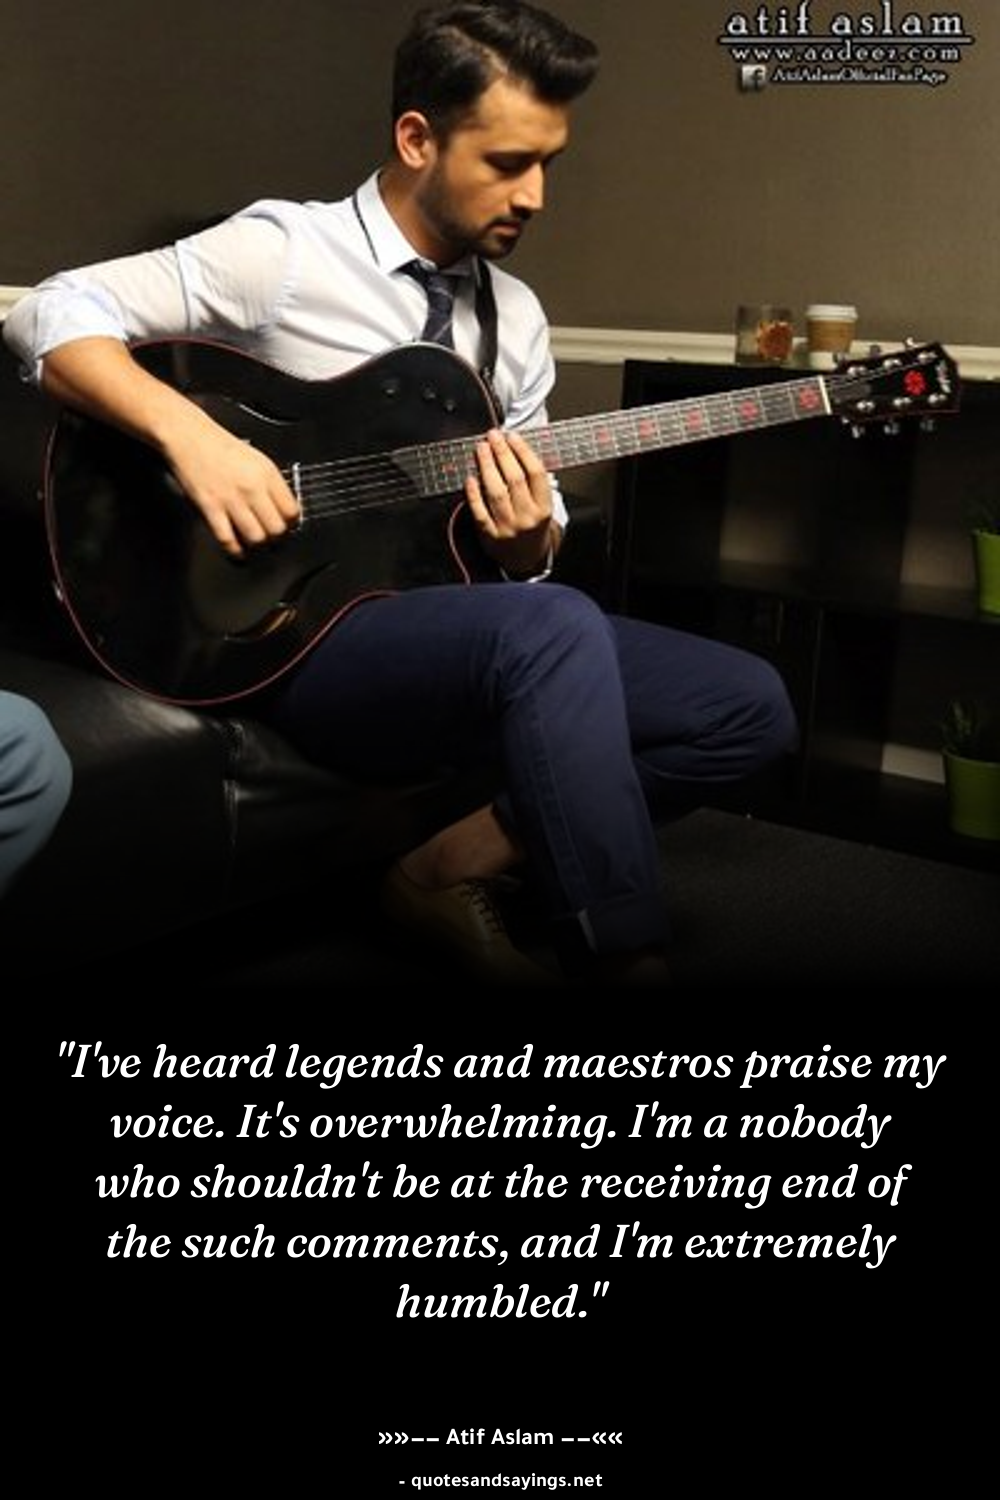 atif aslam
www.aadeez.com
AtifAslamOfficialFanPage
"I've heard legends and maestros praise my
voice. It's overwhelming. I'm a nobody
who shouldn't be at the receiving end of
the such comments, and I'm extremely
humbled."
»»–– Atif Aslam ––««
- quotesandsayings.net